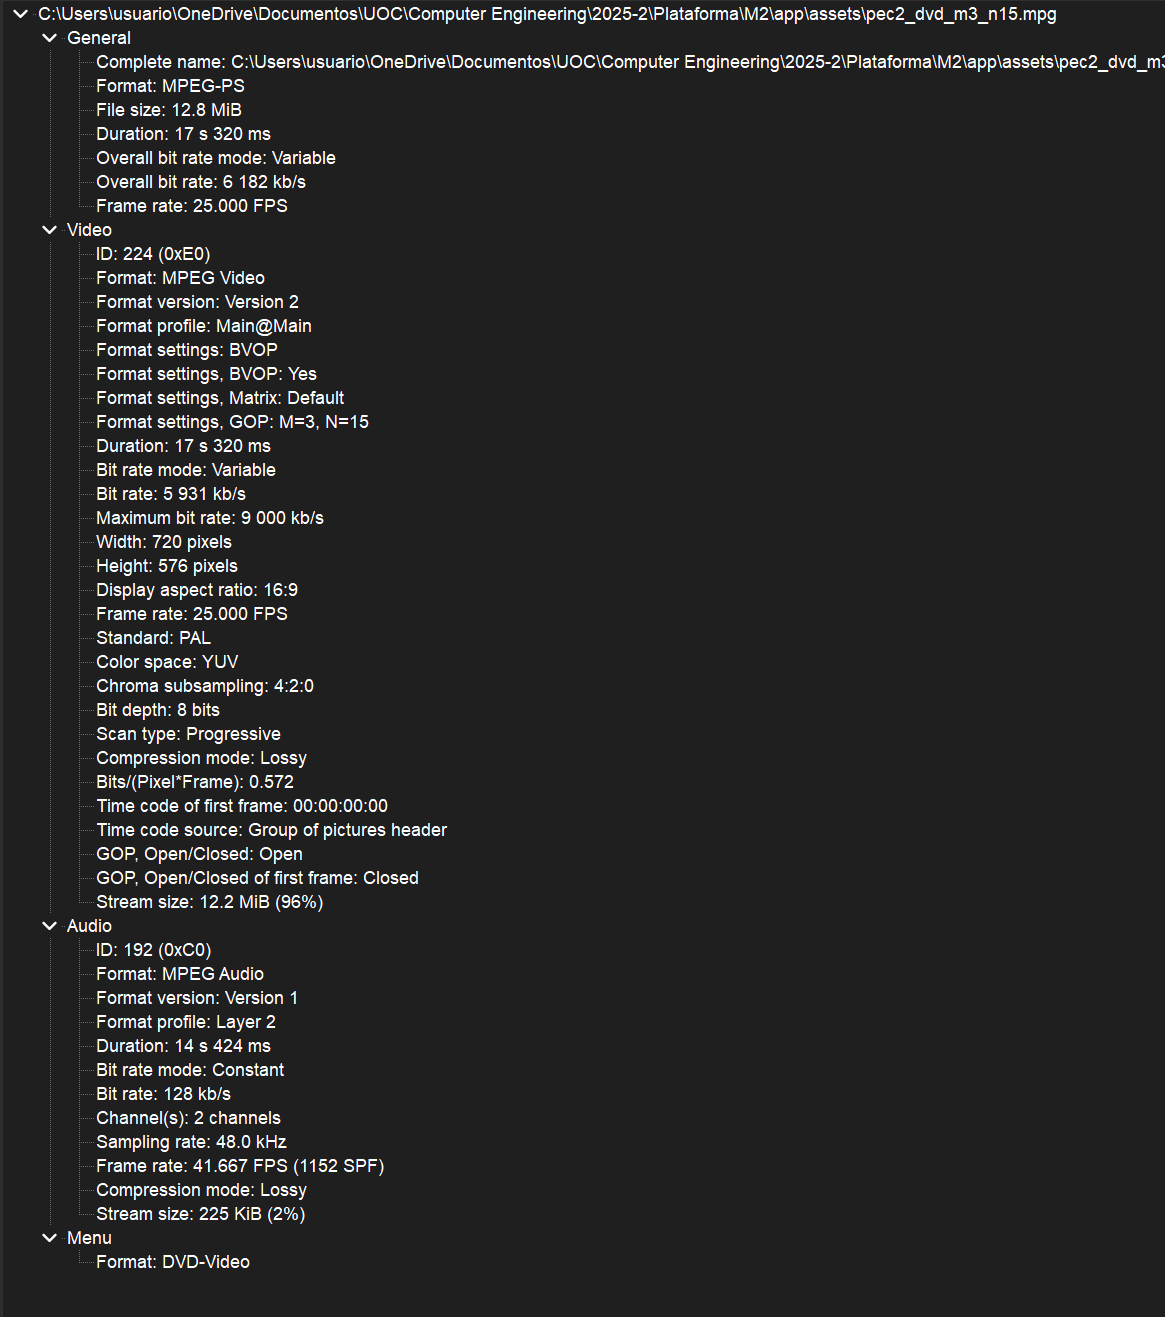 C:\Users\usuario\OneDrive\Documentos\UOC\Computer Engineering\2025-2\Plataforma\M2\app\assets\pec2_dvd_m3_n15.mpg
General
Complete name: C:\Users\usuario\OneDrive\Documentos\UOC\Computer Engineering\2025-2\Plataforma\M2\app\assets\pec2_dvd_m3
Format: MPEG-PS
File size: 12.8 MiB
Duration: 17 s 320 ms
Overall bit rate mode: Variable
Overall bit rate: 6 182 kb/s
Frame rate: 25.000 FPS
Video
ID: 224 (0xE0)
Format: MPEG Video
Format version: Version 2
Format profile: Main@Main
Format settings: BVOP
Format settings, BVOP: Yes
Format settings, Matrix: Default
Format settings, GOP: M=3, N=15
Duration: 17 s 320 ms
Bit rate mode: Variable
Bit rate: 5 931 kb/s
Maximum bit rate: 9 000 kb/s
Width: 720 pixels
Height: 576 pixels
Display aspect ratio: 16:9
Frame rate: 25.000 FPS
Standard: PAL
Color space: YUV
Chroma subsampling: 4:2:0
Bit depth: 8 bits
Scan type: Progressive
Compression mode: Lossy
Bits/(Pixel*Frame): 0.572
Time code of first frame: 00:00:00:00
Time code source: Group of pictures header
GOP, Open/Closed: Open
GOP, Open/Closed of first frame: Closed
Stream size: 12.2 MiB (96%)
Audio
ID: 192 (0xC0)
Format: MPEG Audio
Format version: Version 1
Format profile: Layer 2
Duration: 14 s 424 ms
Bit rate mode: Constant
Bit rate: 128 kb/s
Channel(s): 2 channels
Sampling rate: 48.0 kHz
Frame rate: 41.667 FPS (1152 SPF)
Compression mode: Lossy
Stream size: 225 KiB (2%)
Menu
Format: DVD-Video